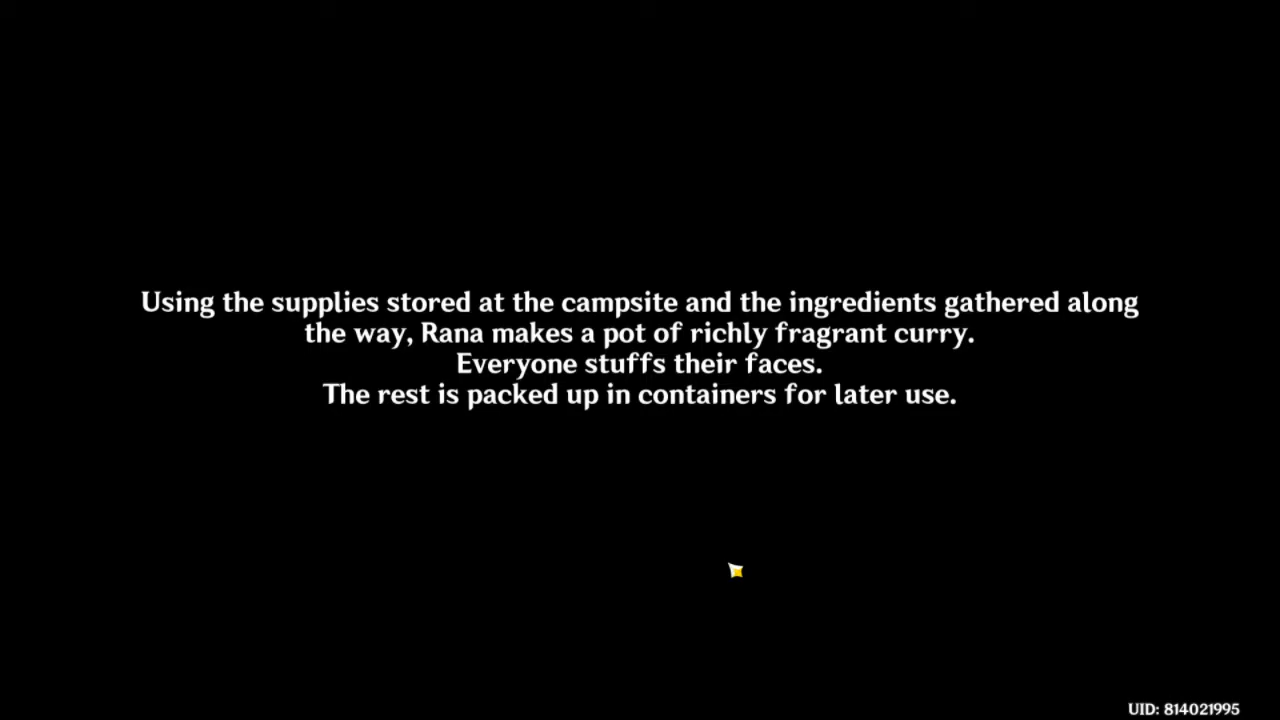 Using the supplies stored at the campsite and the ingredients gathered along
the way, Rana makes a pot of richly fragrant curry.
Everyone stuffs their faces.
The rest is packed up in containers for later use.
UID: 814021995